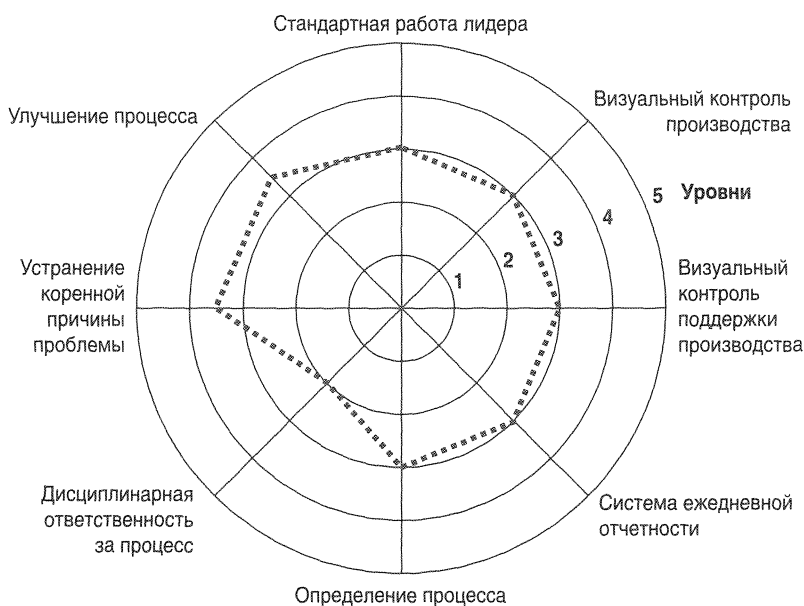 Стандартная работа лидера
Визуальный контроль
производства
Улучшение процесса
5 Уровни
4
3
2
1
Устранение
коренной
причины
проблемы
Визуальный
контроль
поддержки
производства
Дисциплинарная
ответственность
за процесс
Система ежедневной
отчетности
Определение процесса